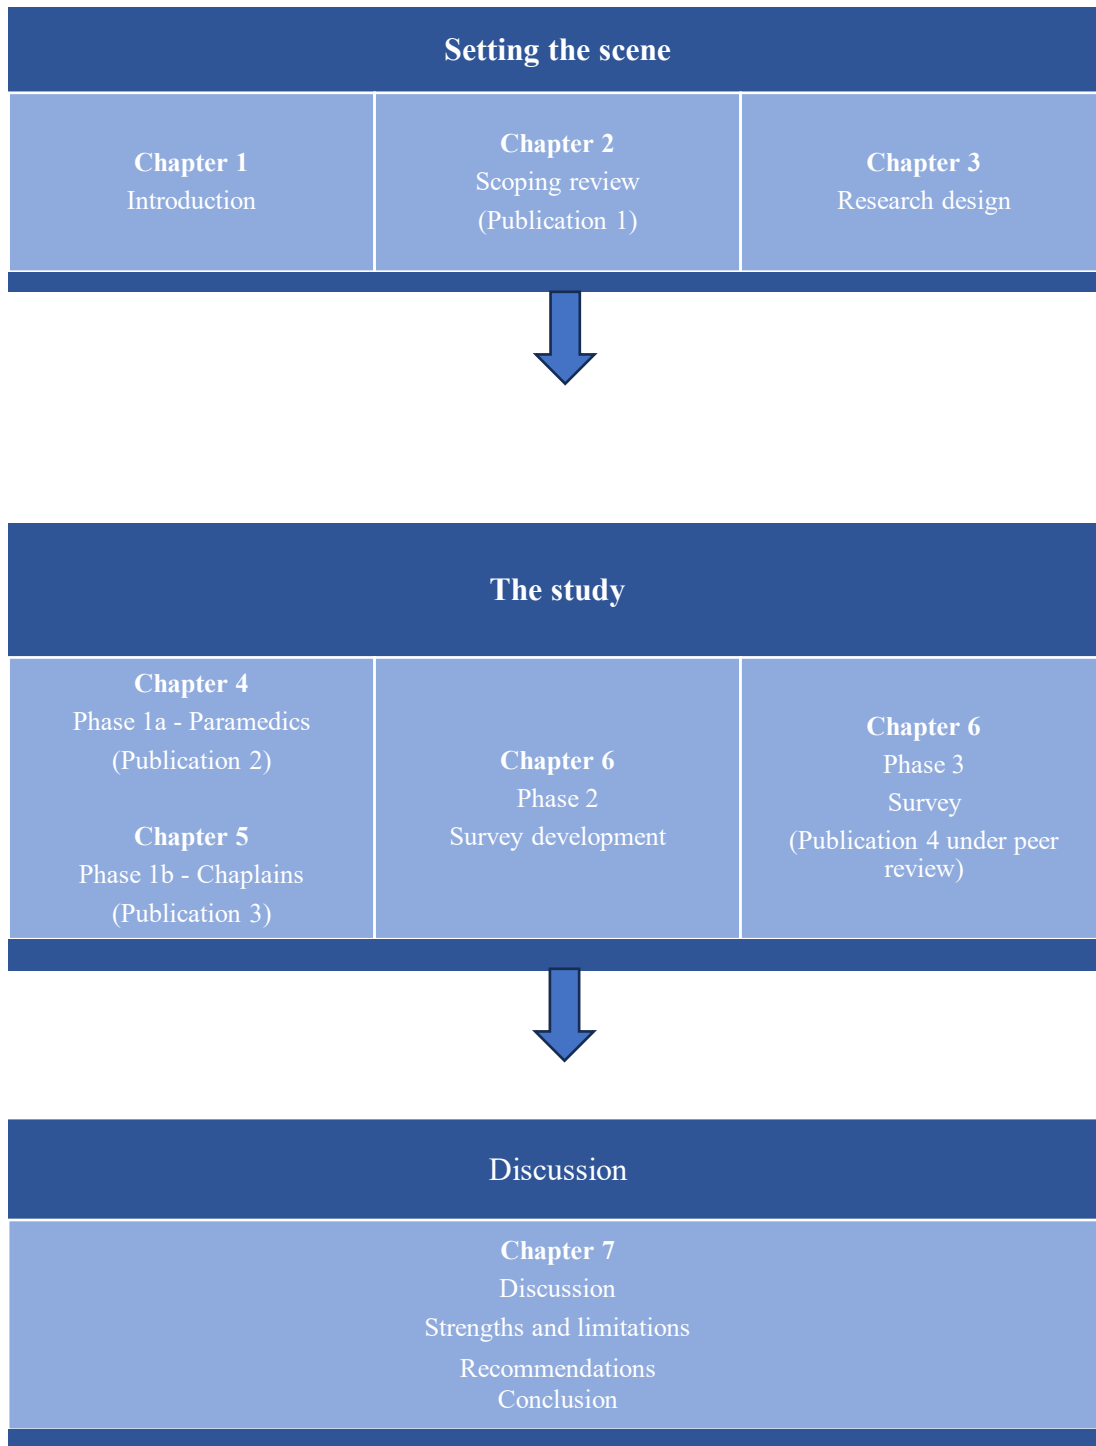 Setting the scene
Chapter 1
Introduction
Chapter 2
Scoping review
(Publication 1)
Chapter 3
Research design
The study
Chapter 4
Phase 1a - Paramedics
(Publication 2)
Chapter 5
Phase 1b - Chaplains
(Publication 3)
Chapter 6
Phase 2
Survey development
Chapter 6
Phase 3
Survey
(Publication 4 under peer
review)
Discussion
Chapter 7
Discussion
Strengths and limitations
Recommendations
Conclusion